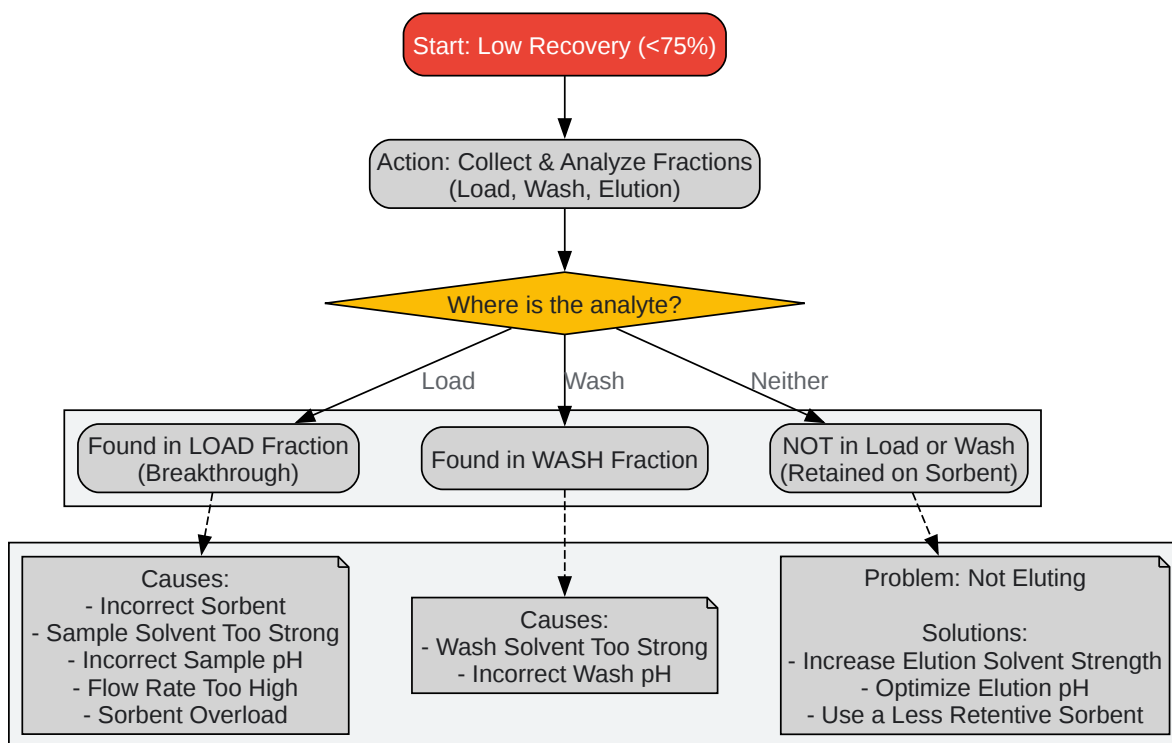 Start: Low Recovery (<75%)
Action: Collect & Analyze Fractions
(Load, Wash, Elution)
Where is the analyte?
Load
Wash
Neither
Found in LOAD Fraction
(Breakthrough)
Found in WASH Fraction
NOT in Load or Wash
(Retained on Sorbent)
Causes:
- Incorrect Sorbent
- Sample Solvent Too Strong
- Incorrect Sample pH
- Flow Rate Too High
- Sorbent Overload
Causes:
- Wash Solvent Too Strong
- Incorrect Wash pH
Problem: Not Eluting
Solutions:
- Increase Elution Solvent Strength
- Optimize Elution pH
- Use a Less Retentive Sorbent